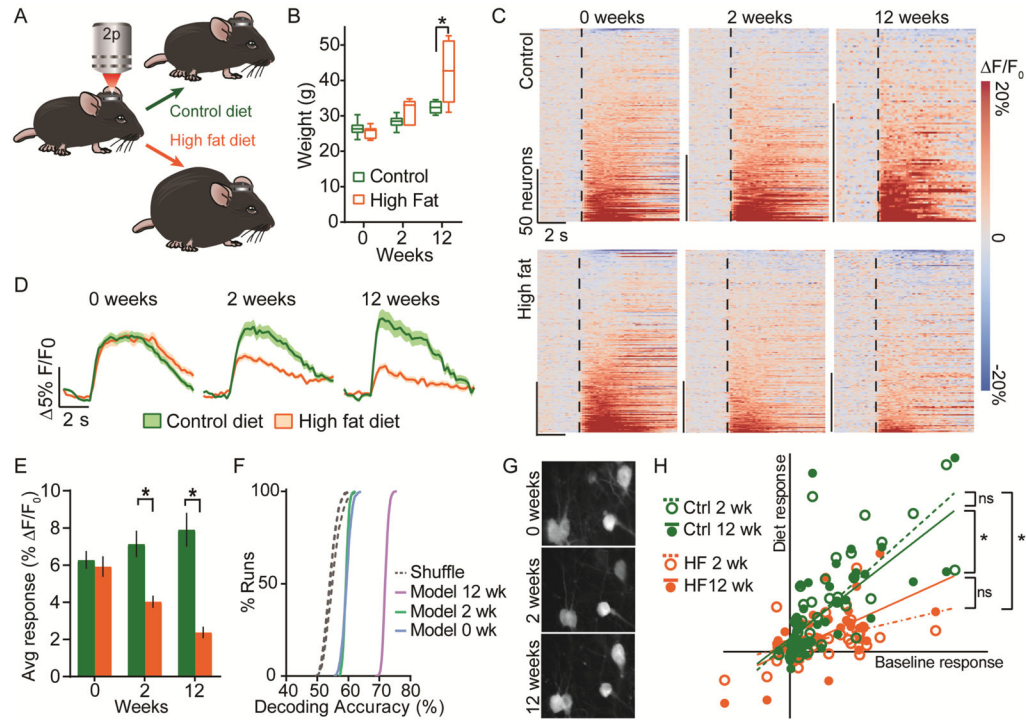 A
2p
Control diet
High fat diet
B
Weight (g)
50
40
30
20
10
0
*
Control
High Fat
0 2 12
Weeks
C
0 weeks 2 weeks 12 weeks
Control
50 neurons
2 s
High fat
ΔF/F0
20%
0
-20%
D
0 weeks 2 weeks 12 weeks
Δ5% F/F0
2 s
Control diet High fat diet
E
Avg response (% ΔF/F0)
10
8
6
4
2
0
* *
0 2 12
Weeks
F
% Runs
100
50
0
Shuffle
Model 12 wk
Model 2 wk
Model 0 wk
40 60 80
Decoding Accuracy (%)
G
0 weeks
2 weeks
12 weeks
H
Diet response
Ctrl 2 wk
Ctrl 12 wk
HF 2 wk
HF12 wk
ns
*
*
ns
Baseline response